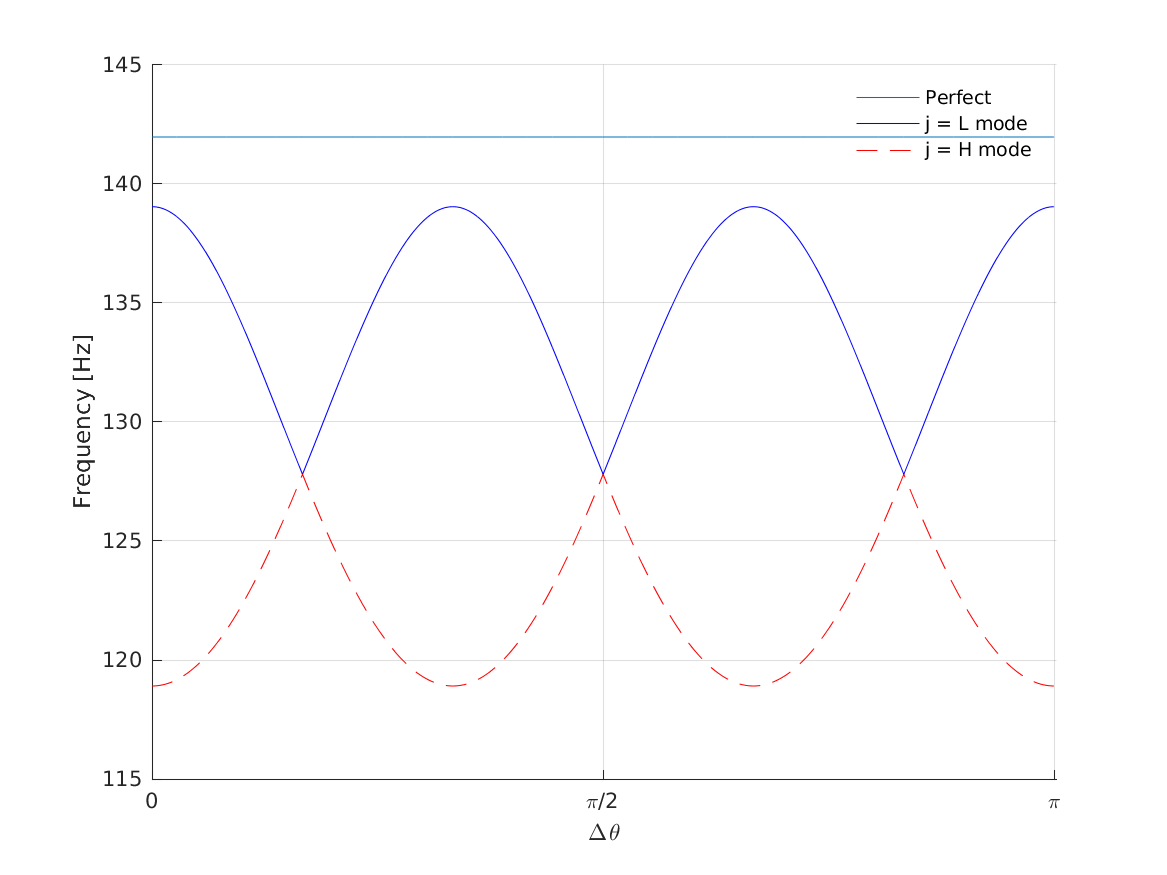 145
140
135
130
125
120
115
Frequency [Hz]
Perfect
j = L mode
j = H mode
0
π/2
π
Δθ